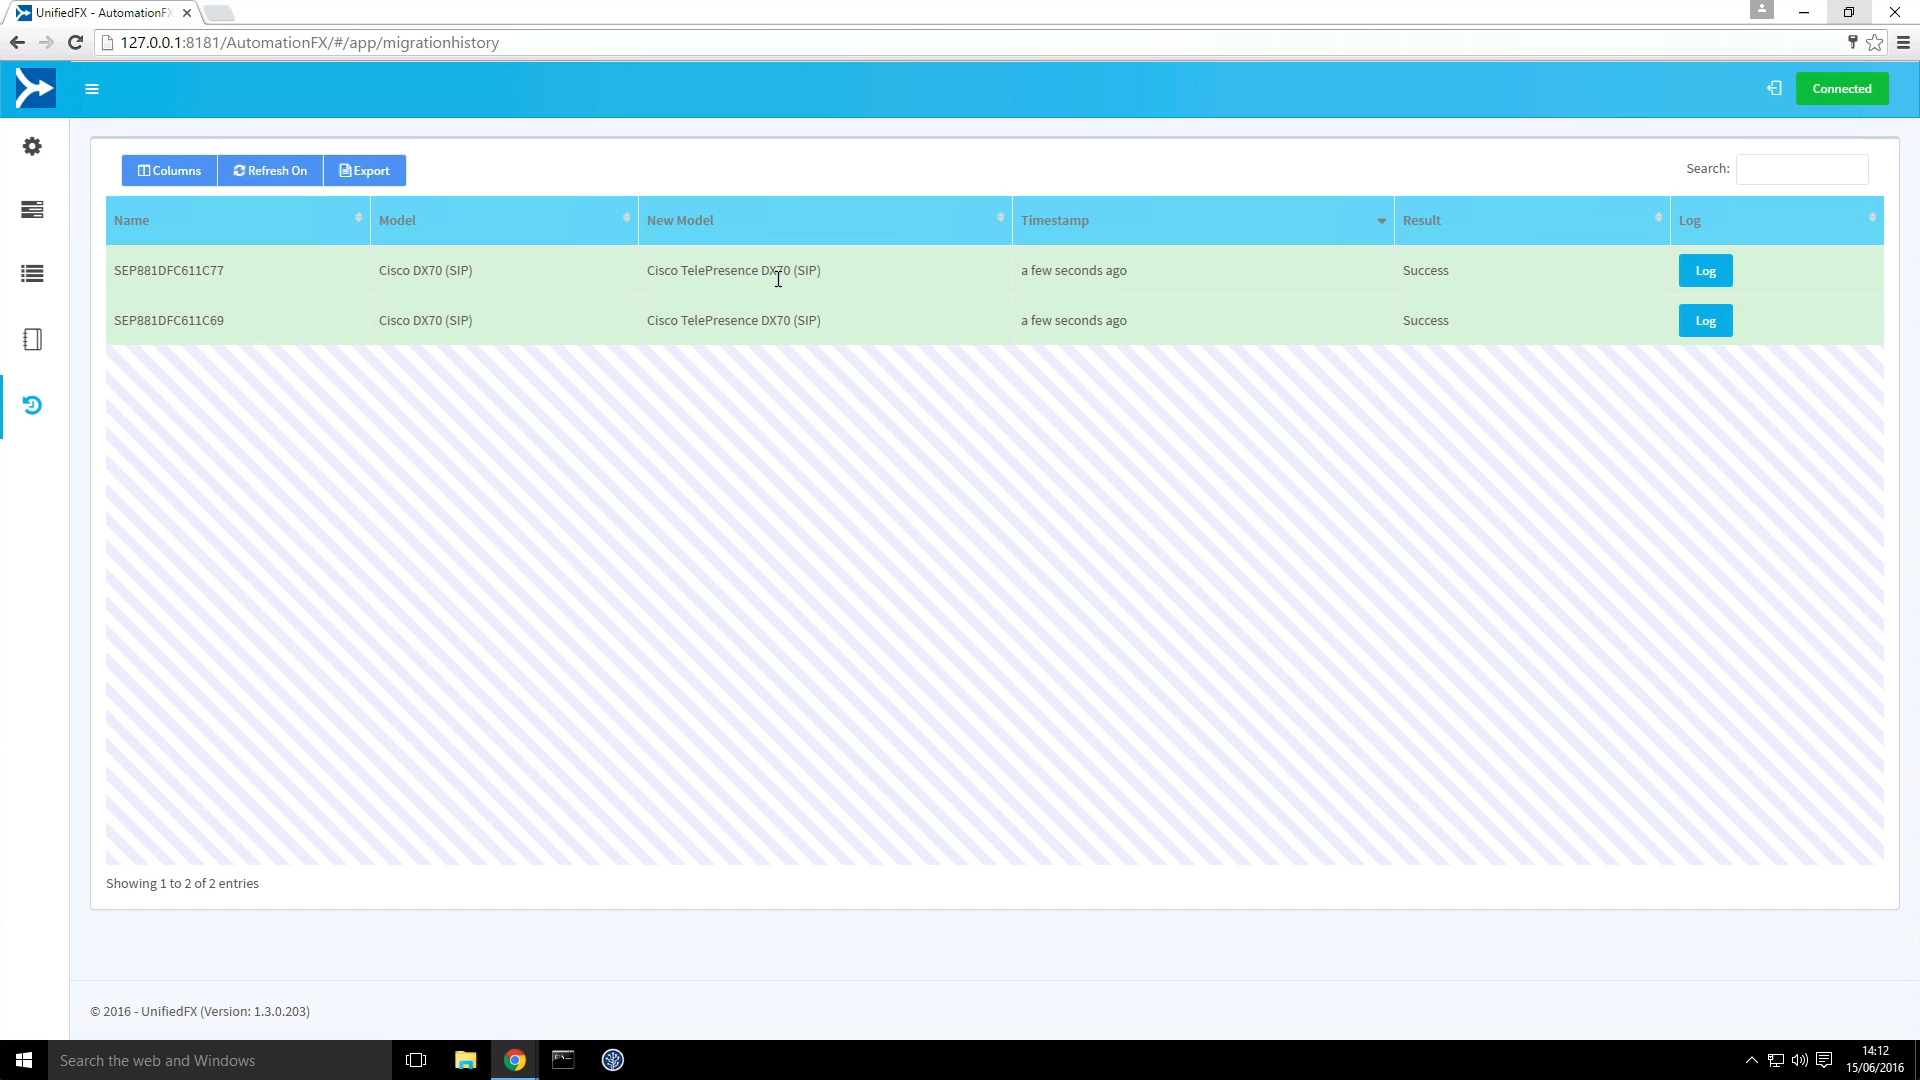 UnifiedFX - AutomationFX
127.0.0.1:8181/AutomationFX/#/app/migrationhistory
Connected
Columns Refresh On Export Search:
Name Model New Model Timestamp Result Log
SEP881DFC611C77 Cisco DX70 (SIP) Cisco TelePresence DX70 (SIP) a few seconds ago Success Log
SEP881DFC611C69 Cisco DX70 (SIP) Cisco TelePresence DX70 (SIP) a few seconds ago Success Log
Showing 1 to 2 of 2 entries
© 2016 - UnifiedFX (Version: 1.3.0.203)
Search the web and Windows
14:12
15/06/2016